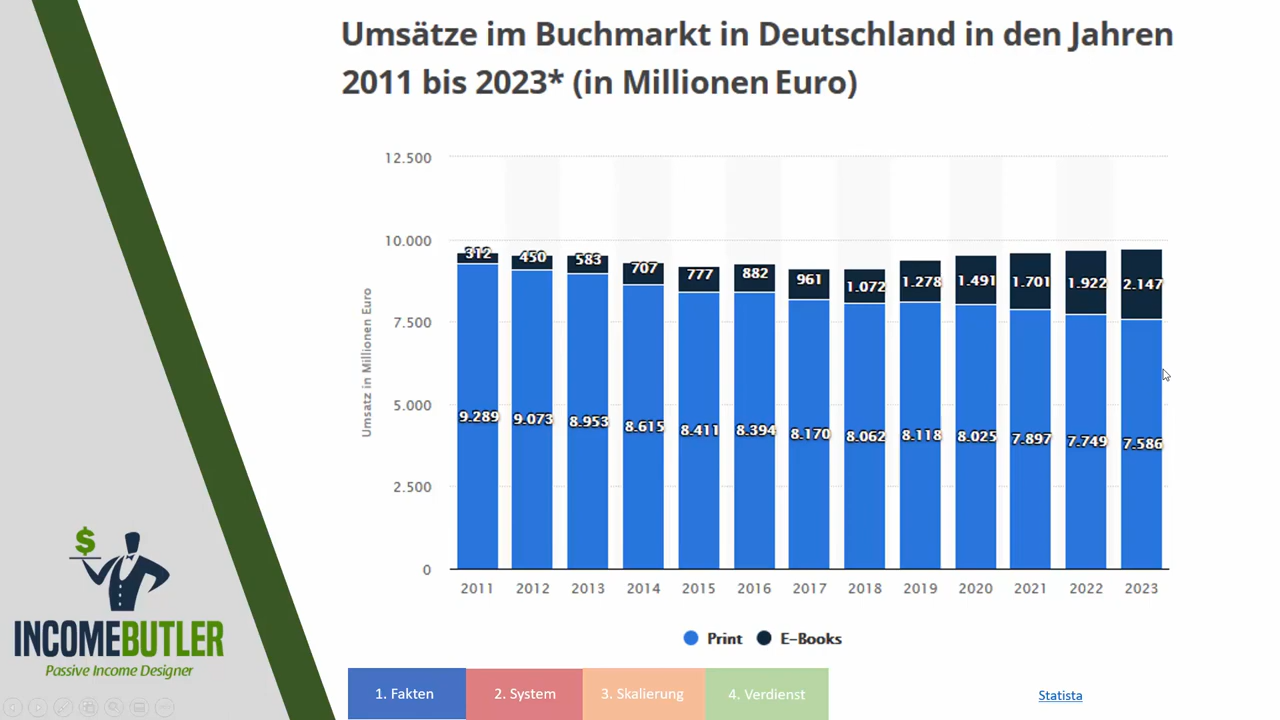 Umsätze im Buchmarkt in Deutschland in den Jahren
2011 bis 2023* (in Millionen Euro)
Umsatz in Millionen Euro
12.500
10.000
7.500
5.000
2.500
0
312 450 583 707 777 882 961 1.072 1.278 1.491 1.701 1.922 2.147
9.289 9.073 8.953 8.615 8.411 8.394 8.170 8.062 8.118 8.025 7.897 7.749 7.586
2011 2012 2013 2014 2015 2016 2017 2018 2019 2020 2021 2022 2023
Print E-Books
$
INCOMEBUTLER
Passive Income Designer
1. Fakten 2. System 3. Skalierung 4. Verdienst
Statista